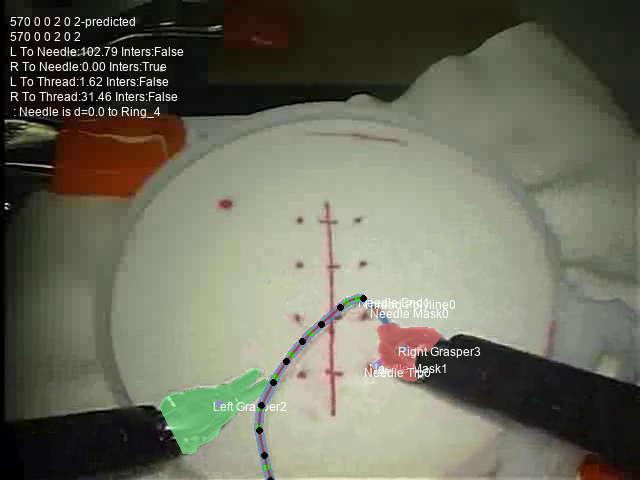 570 0 0 2 0 2-predicted
570 0 0 2 0 2
L To Needle:102.79 Inters:False
R To Needle:0.00 Inters:True
L To Thread:1.62 Inters:False
R To Thread:31.46 Inters:False
: Needle is d=0.0 to Ring_4
Needle Mask0
Right Grasper3
Left Grasper2